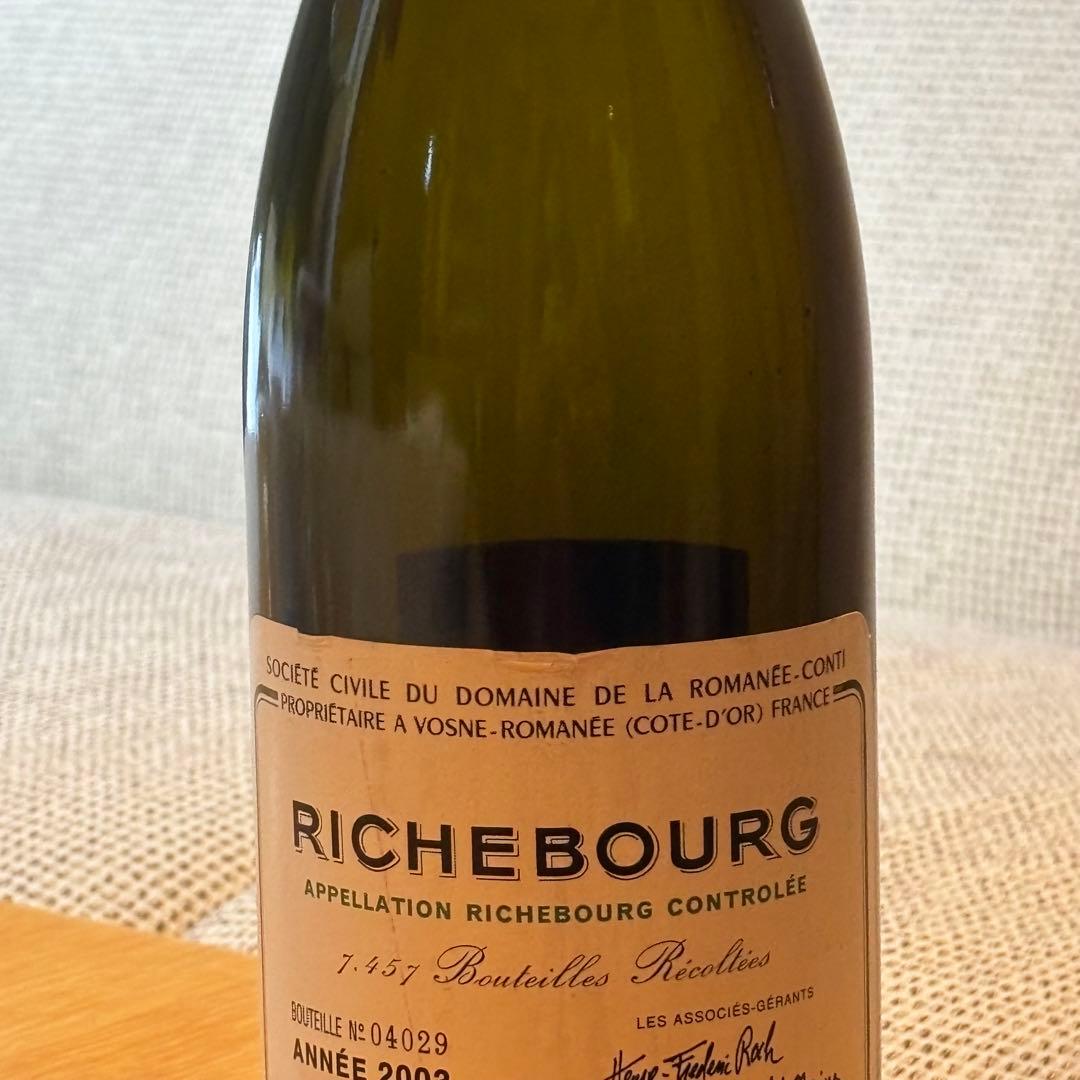 SOCIÉTÉ CIVILE DU DOMAINE DE LA ROMANÉE-CONTI
PROPRIÉTAIRE A VOSNE-ROMANÉE (COTE-D'OR) FRANCE
RICHEBOURG
APPELLATION RICHEBOURG CONTROLÉE
7.457 Bouteilles Récoltées
BOUTEILLE Nº 04029
LES ASSOCIÉS-GÉRANTS
ANNÉE